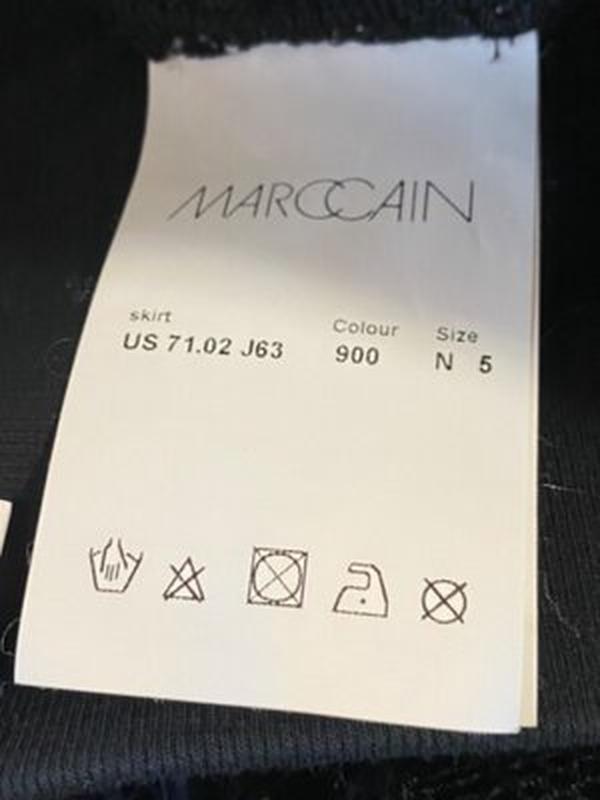 MARCCAIN
skirt Colour Size
US 71.02 J63 900 N 5